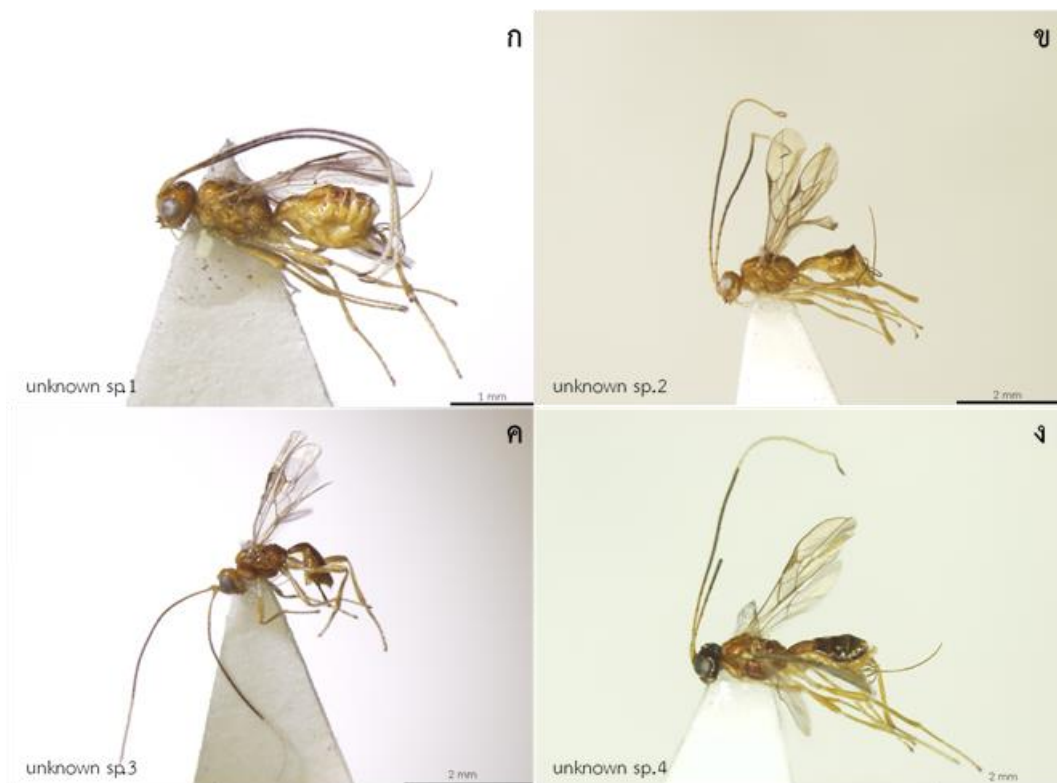 ก
unknown sp.1
1 mm
ข
unknown sp.2
2 mm
ค
unknown sp.3
2 mm
ง
unknown sp.4
2 mm